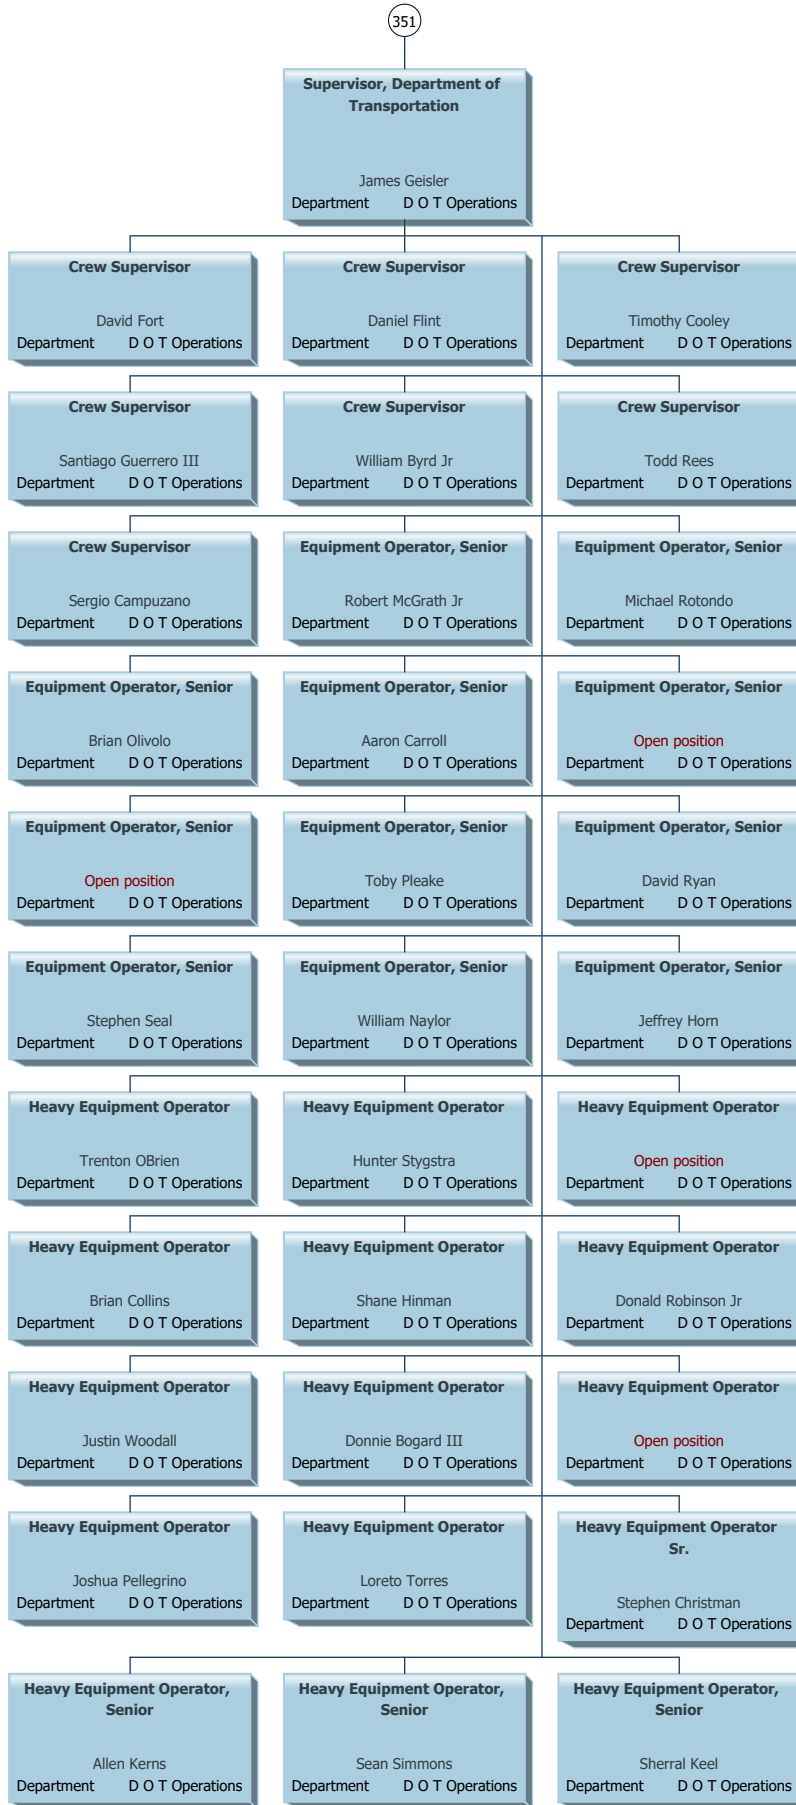 351
Supervisor, Department of
Transportation
James Geisler
Department D O T Operations
Crew Supervisor
David Fort
Department D O T Operations
Crew Supervisor
Daniel Flint
Department D O T Operations
Crew Supervisor
Timothy Cooley
Department D O T Operations
Crew Supervisor
Santiago Guerrero III
Department D O T Operations
Crew Supervisor
William Byrd Jr
Department D O T Operations
Crew Supervisor
Todd Rees
Department D O T Operations
Crew Supervisor
Sergio Campuzano
Department D O T Operations
Equipment Operator, Senior
Robert McGrath Jr
Department D O T Operations
Equipment Operator, Senior
Michael Rotondo
Department D O T Operations
Equipment Operator, Senior
Brian Olivolo
Department D O T Operations
Equipment Operator, Senior
Aaron Carroll
Department D O T Operations
Equipment Operator, Senior
Open position
Department D O T Operations
Equipment Operator, Senior
Open position
Department D O T Operations
Equipment Operator, Senior
Toby Pleake
Department D O T Operations
Equipment Operator, Senior
David Ryan
Department D O T Operations
Equipment Operator, Senior
Stephen Seal
Department D O T Operations
Equipment Operator, Senior
William Naylor
Department D O T Operations
Equipment Operator, Senior
Jeffrey Horn
Department D O T Operations
Heavy Equipment Operator
Trenton OBrien
Department D O T Operations
Heavy Equipment Operator
Hunter Stygstra
Department D O T Operations
Heavy Equipment Operator
Open position
Department D O T Operations
Heavy Equipment Operator
Brian Collins
Department D O T Operations
Heavy Equipment Operator
Shane Hinman
Department D O T Operations
Heavy Equipment Operator
Donald Robinson Jr
Department D O T Operations
Heavy Equipment Operator
Justin Woodall
Department D O T Operations
Heavy Equipment Operator
Donnie Bogard III
Department D O T Operations
Heavy Equipment Operator
Open position
Department D O T Operations
Heavy Equipment Operator
Joshua Pellegrino
Department D O T Operations
Heavy Equipment Operator
Loreto Torres
Department D O T Operations
Heavy Equipment Operator
Sr.
Stephen Christman
Department D O T Operations
Heavy Equipment Operator,
Senior
Allen Kerns
Department D O T Operations
Heavy Equipment Operator,
Senior
Sean Simmons
Department D O T Operations
Heavy Equipment Operator,
Senior
Sherral Keel
Department D O T Operations